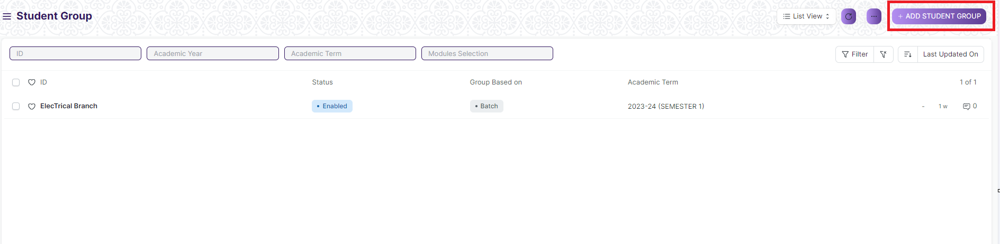 Student Group
List View
+ ADD STUDENT GROUP
ID
Academic Year
Academic Term
Modules Selection
Filter
Last Updated On
ID Status Group Based on Academic Term 1 of 1
ElecTrical Branch Enabled Batch 2023-24 (SEMESTER 1) - 1 w 0